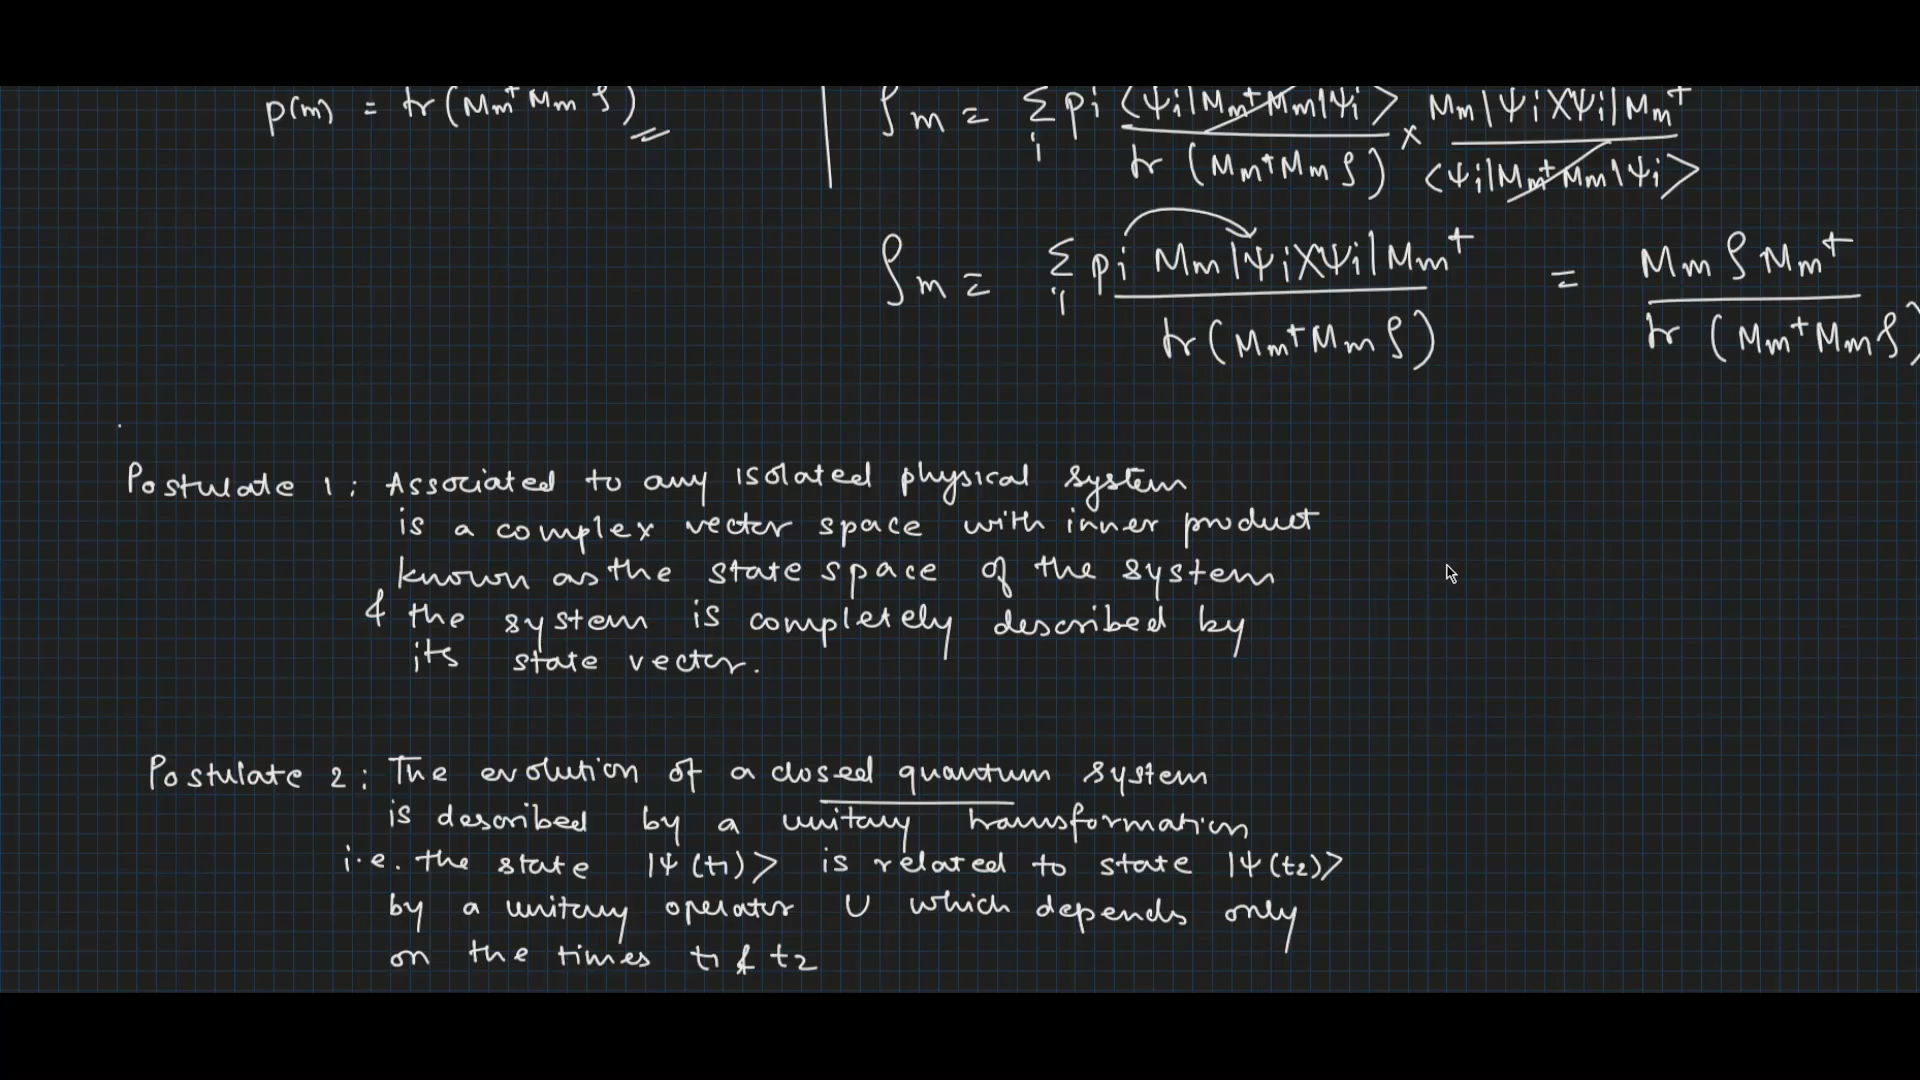 p(m) = tr(Mm† Mm ρ)
ρm = Σi pi <ψi|Mm†Mm|ψi> / tr (Mm†Mm ρ) × Mm|ψiXψi|Mm† / <ψi|Mm†Mm|ψi>
ρm = Σi pi Mm|ψiXψi|Mm† / tr(Mm†Mm ρ) = Mm ρ Mm† / tr (Mm†Mm ρ)
Postulate 1: Associated to any isolated physical system
is a complex vector space with inner product
known as the state space of the system
& the system is completely described by
its state vector.
Postulate 2: The evolution of a closed quantum system
is described by a unitary transformation
i.e. the state |ψ(t1)> is related to state |ψ(t2)>
by a unitary operator U which depends only
on the times t1 & t2